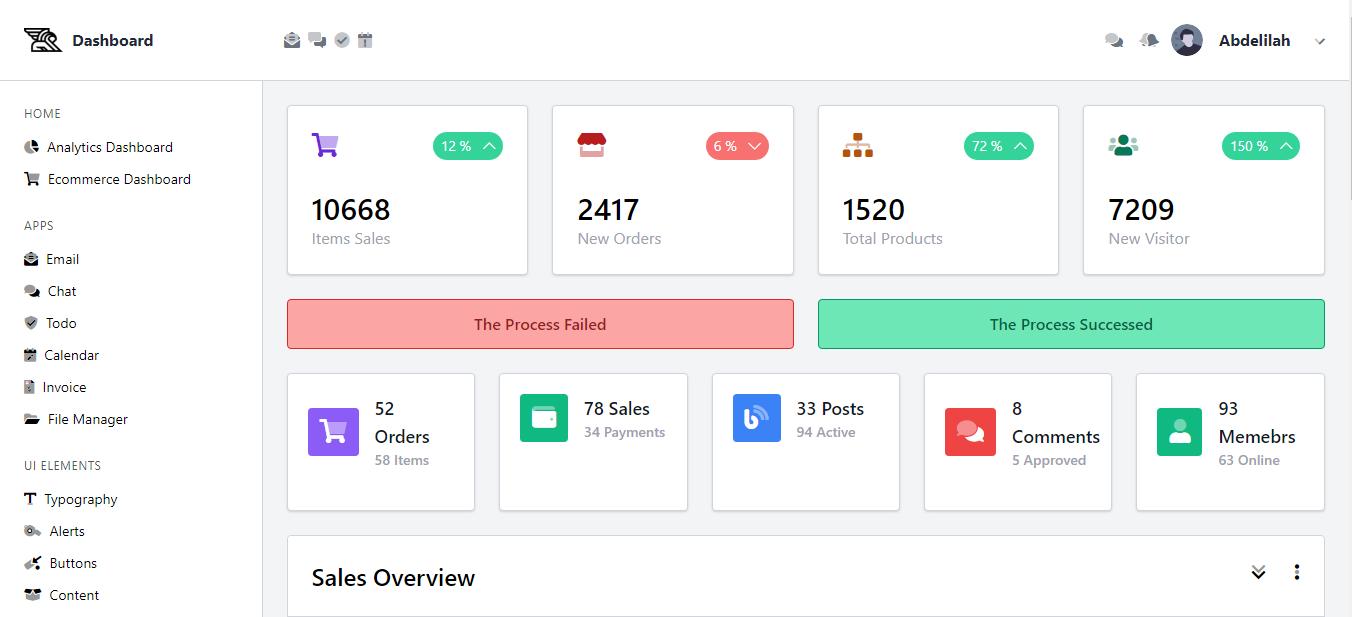 Dashboard
Abdelilah
HOME
Analytics Dashboard
Ecommerce Dashboard
APPS
Email
Chat
Todo
Calendar
Invoice
File Manager
UI ELEMENTS
Typography
Alerts
Buttons
Content
12 %
10668
Items Sales
6 %
2417
New Orders
72 %
1520
Total Products
150 %
7209
New Visitor
The Process Failed
The Process Successed
52
Orders
58 Items
78 Sales
34 Payments
33 Posts
94 Active
8
Comments
5 Approved
93
Memebrs
63 Online
Sales Overview